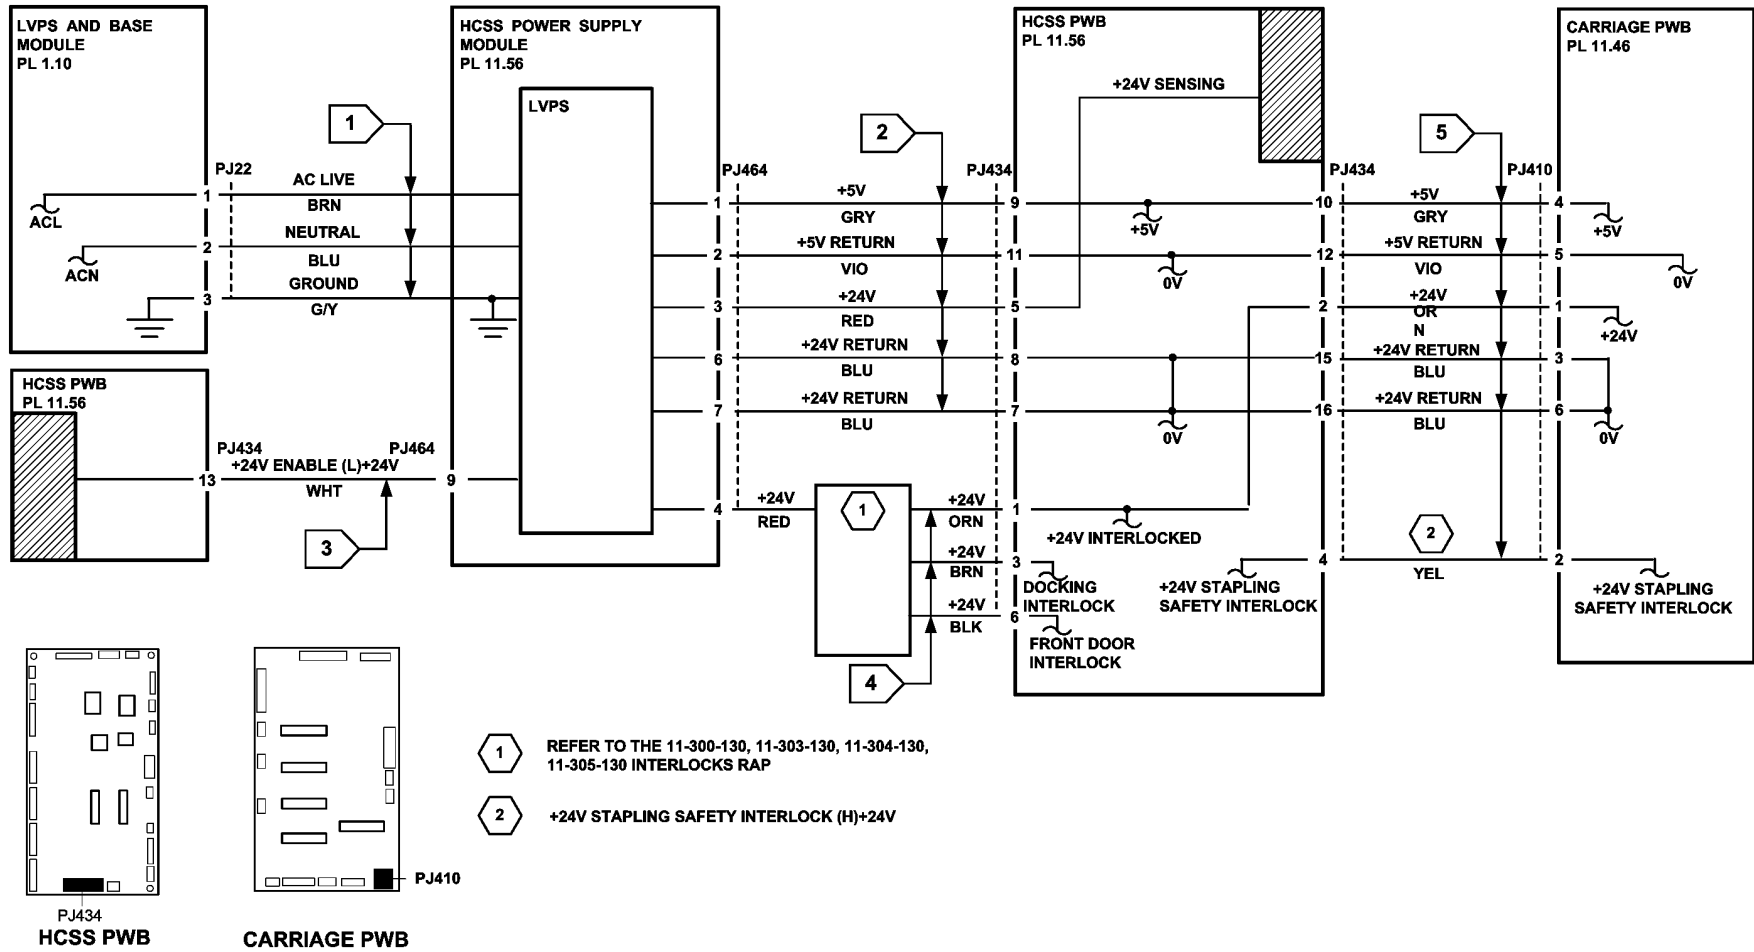 LVPS AND BASE
MODULE
PL 1.10
HCSS POWER SUPPLY
MODULE
PL 11.56
LVPS
HCSS PWB
PL 11.56
+24V SENSING
CARRIAGE PWB
PL 11.46
1
2
5
PJ22
PJ464
PJ434
PJ434
PJ410
1
AC LIVE
BRN
ACL
2
NEUTRAL
BLU
ACN
3
GROUND
G/Y
1
+5V
GRY
9
+5V
10
+5V
GRY
4
+5V
2
+5V RETURN
VIO
11
0V
12
+5V RETURN
VIO
5
0V
3
+24V
RED
5
2
+24V
OR
N
1
+24V
6
+24V RETURN
BLU
8
15
+24V RETURN
BLU
3
7
+24V RETURN
BLU
7
0V
16
+24V RETURN
BLU
6
0V
HCSS PWB
PL 11.56
PJ434
PJ464
13
+24V ENABLE (L)+24V
WHT
9
3
4
+24V
RED
1
+24V
ORN
1
+24V INTERLOCKED
+24V
BRN
3
DOCKING
INTERLOCK
+24V
BLK
6
FRONT DOOR
INTERLOCK
4
+24V STAPLING
SAFETY INTERLOCK
4
2
YEL
2
+24V STAPLING
SAFETY INTERLOCK
1
REFER TO THE 11-300-130, 11-303-130, 11-304-130,
11-305-130 INTERLOCKS RAP
2
+24V STAPLING SAFETY INTERLOCK (H)+24V
PJ434
HCSS PWB
PJ410
CARRIAGE PWB